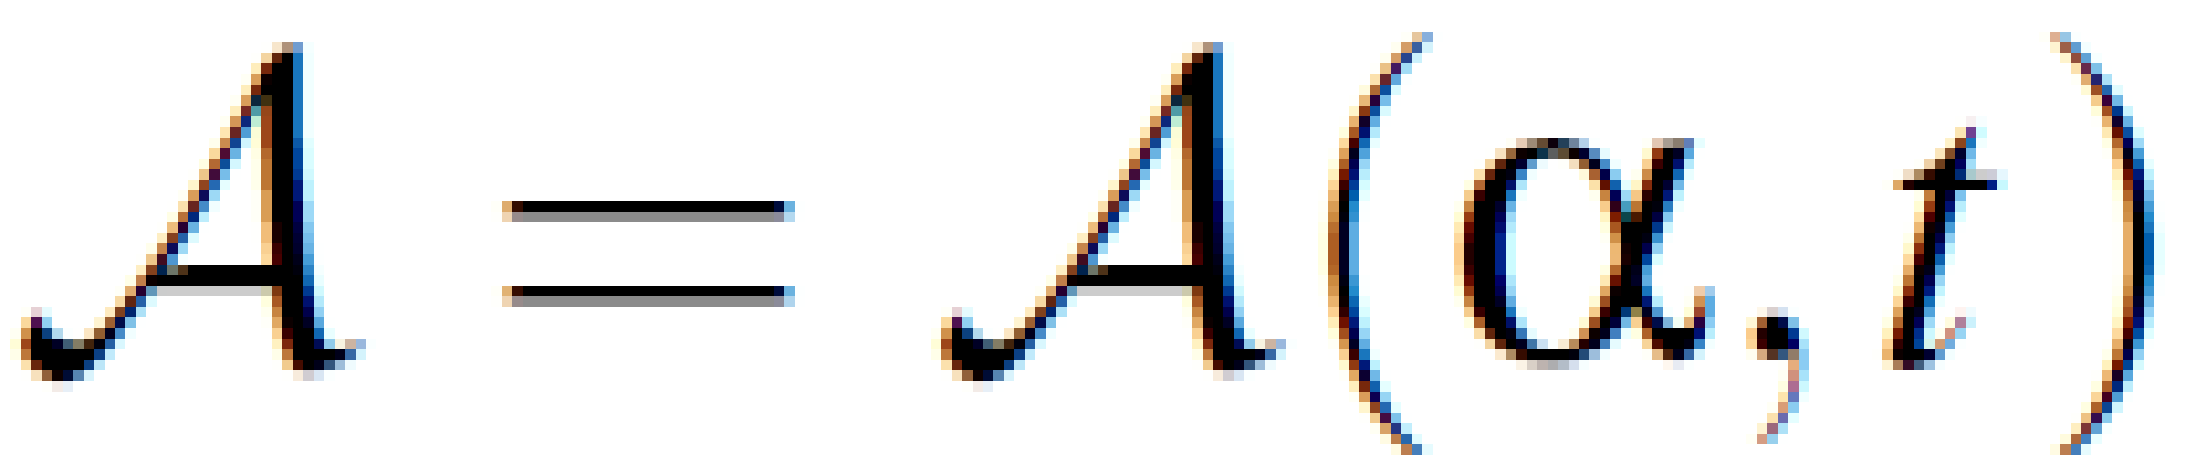 𝒜 = 𝒜(α, t)